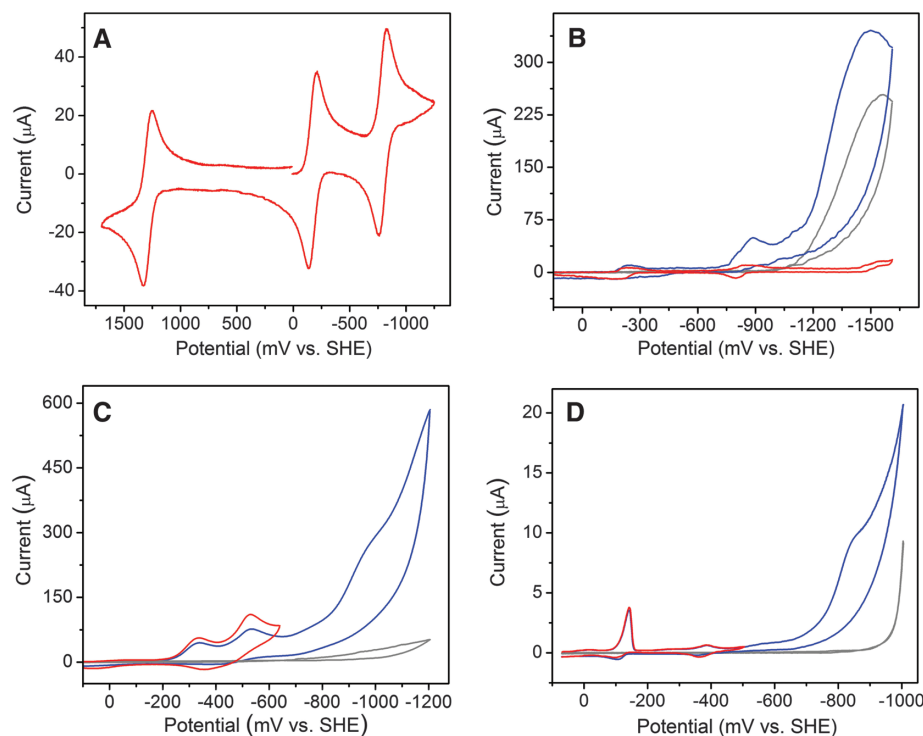 A
Current (μA)
40
20
0
-20
-40
1500 1000 500 0 -500 -1000
Potential (mV vs. SHE)
B
Current (μA)
300
225
150
75
0
0 -300 -600 -900 -1200 -1500
Potential (mV vs. SHE)
C
Current (μA)
600
450
300
150
0
0 -200 -400 -600 -800 -1000 -1200
Potential (mV vs. SHE)
D
Current (μA)
20
15
10
5
0
0 -200 -400 -600 -800 -1000
Potential (mV vs. SHE)